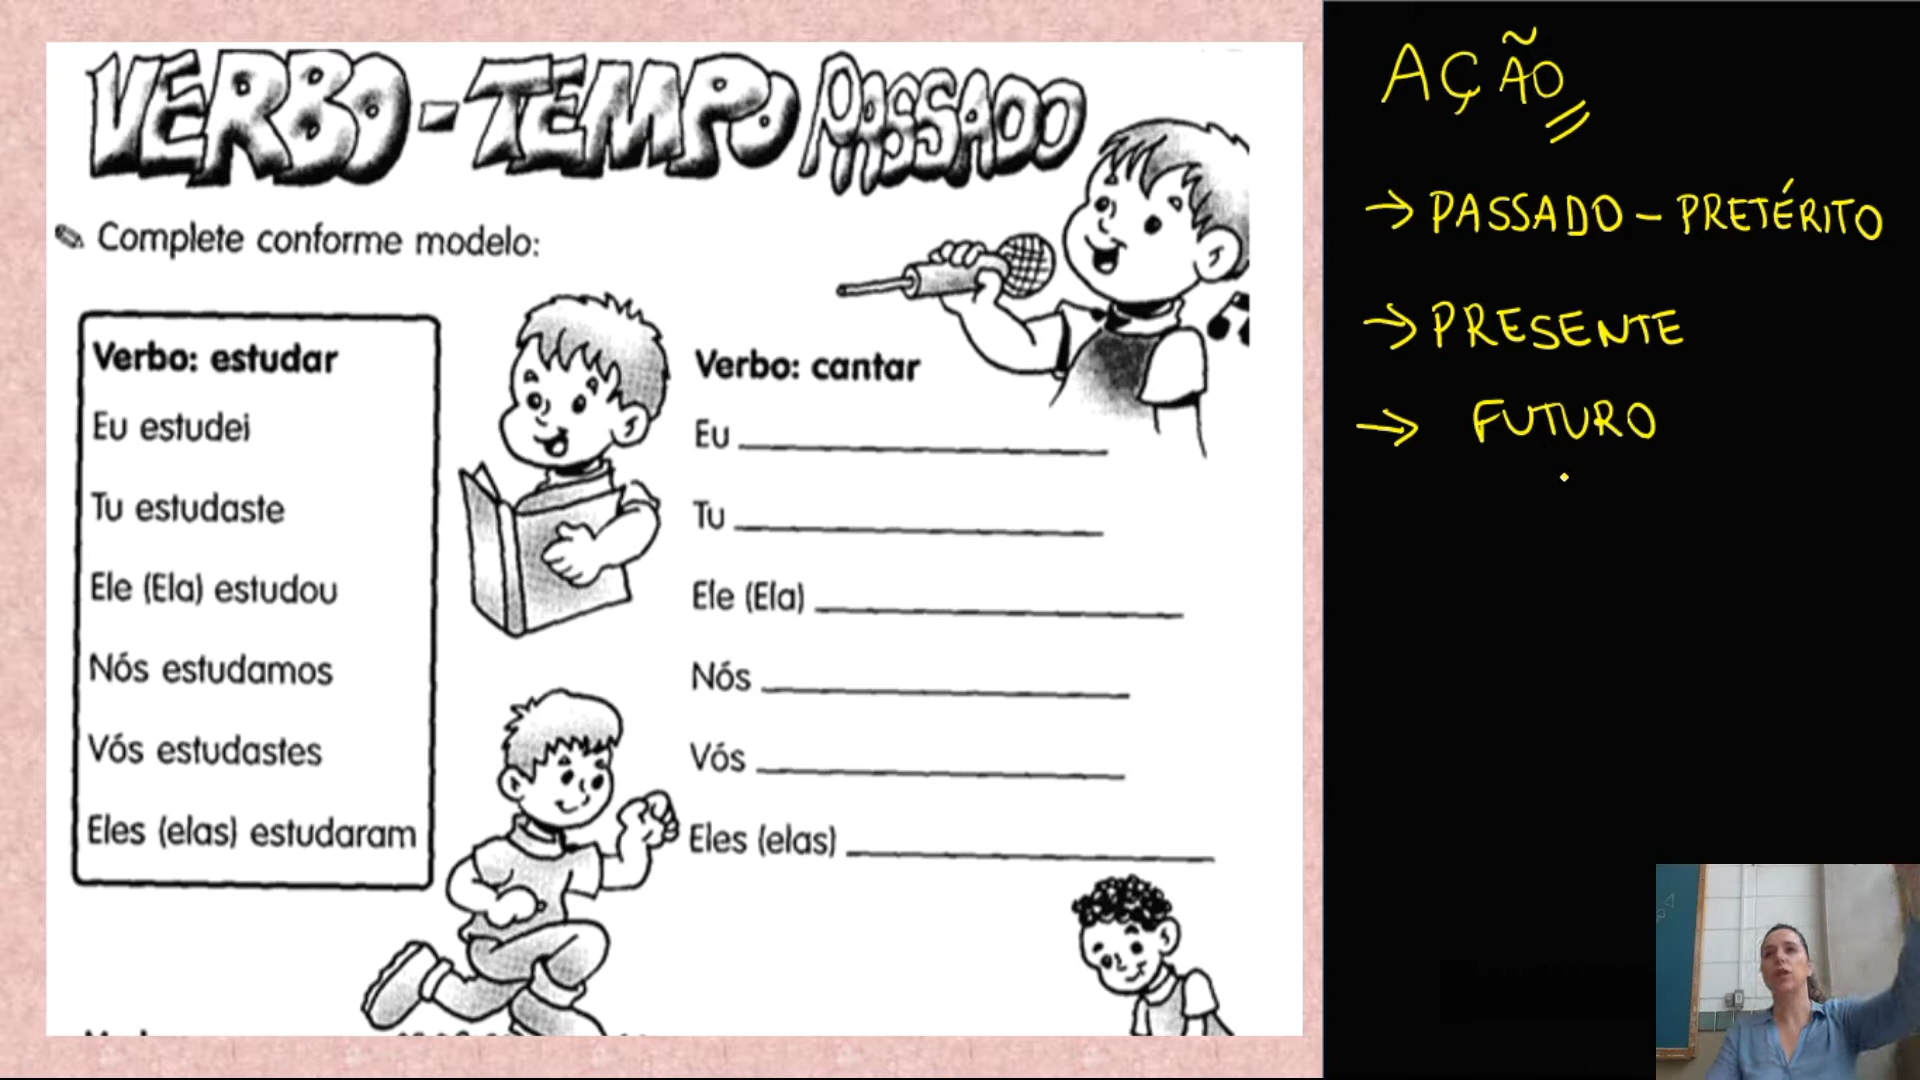 VERBO - TEMPO PASSADO
Complete conforme modelo:
Verbo: estudar
Eu estudei
Tu estudaste
Ele (Ela) estudou
Nós estudamos
Vós estudastes
Eles (elas) estudaram
Verbo: cantar
Eu
Tu
Ele (Ela)
Nós
Vós
Eles (elas)
AÇÃO
→ PASSADO - PRETÉRITO
→ PRESENTE
→ FUTURO